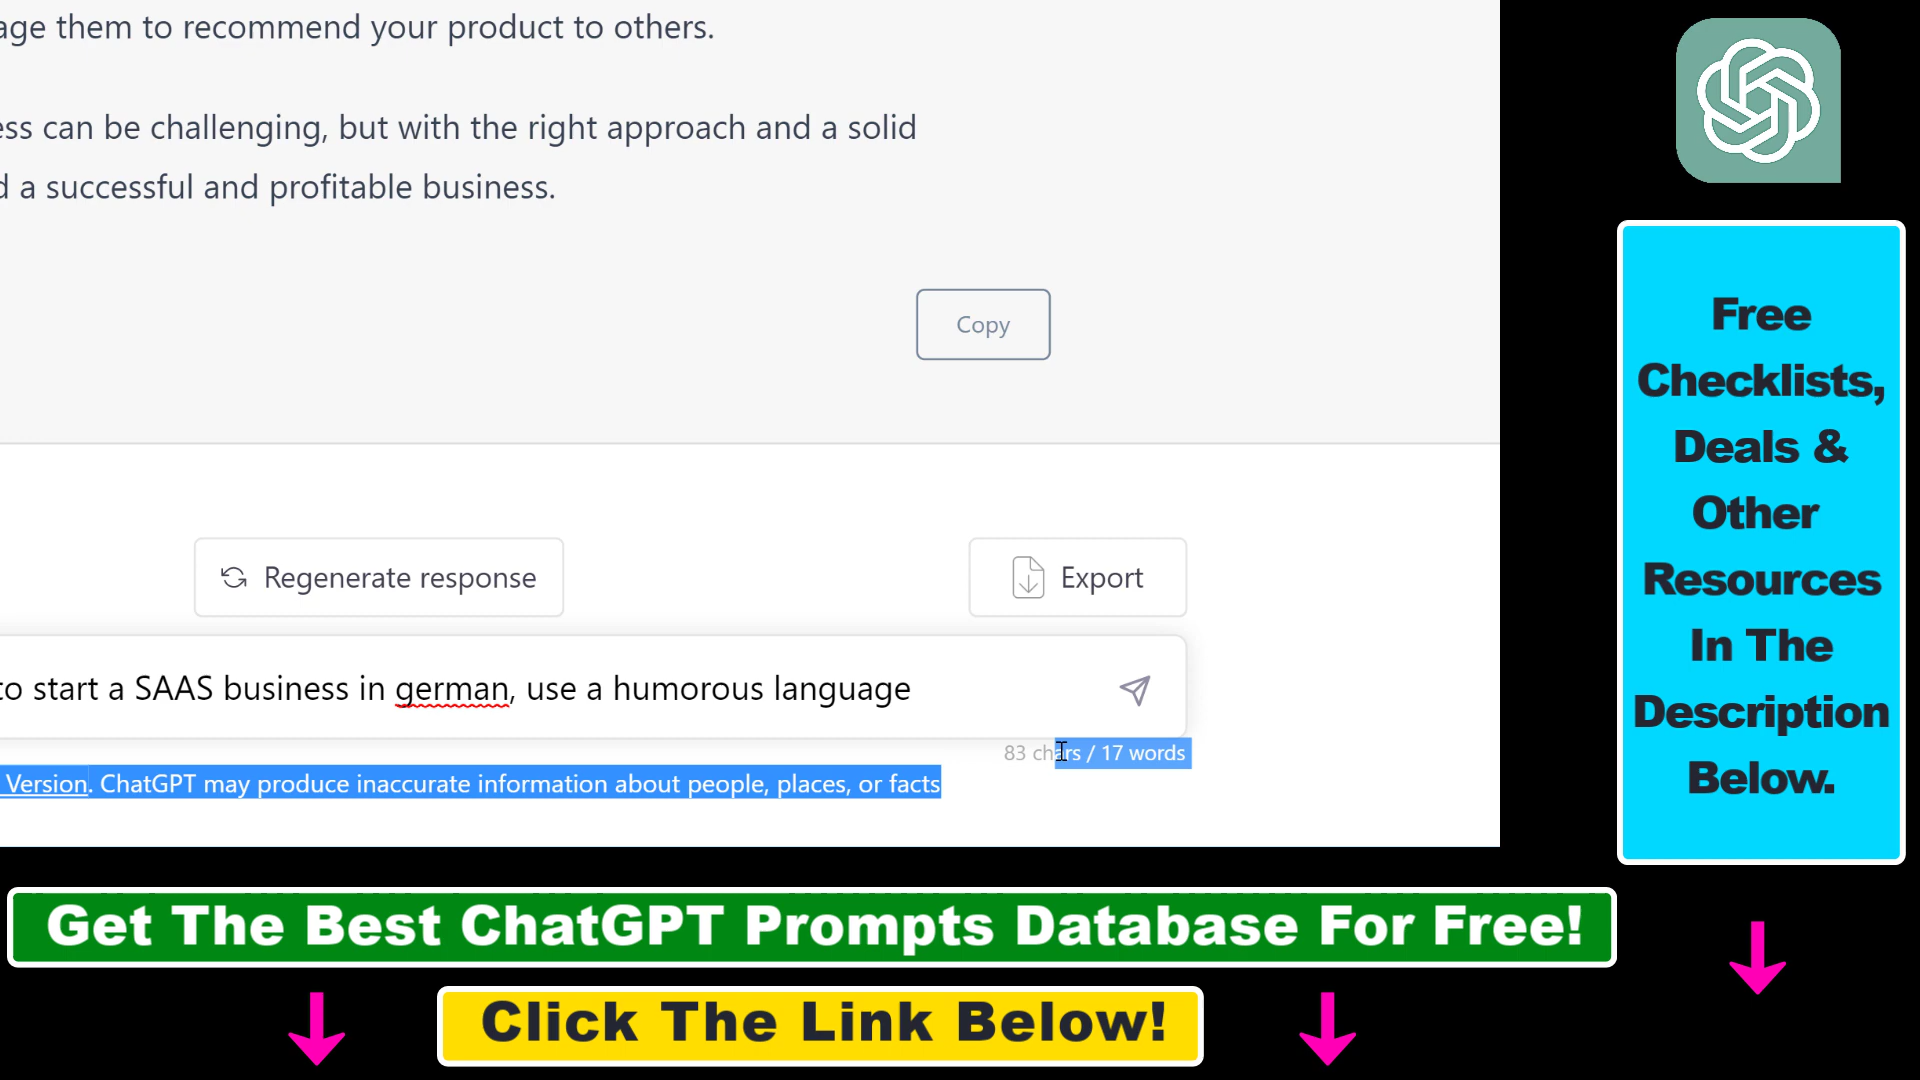 age them to recommend your product to others.
ess can be challenging, but with the right approach and a solid
d a successful and profitable business.
Copy
Regenerate response
Export
to start a SAAS business in german, use a humorous language
83 chars / 17 words
Version. ChatGPT may produce inaccurate information about people, places, or facts
Free
Checklists,
Deals &
Other
Resources
In The
Description
Below.
Get The Best ChatGPT Prompts Database For Free!
Click The Link Below!